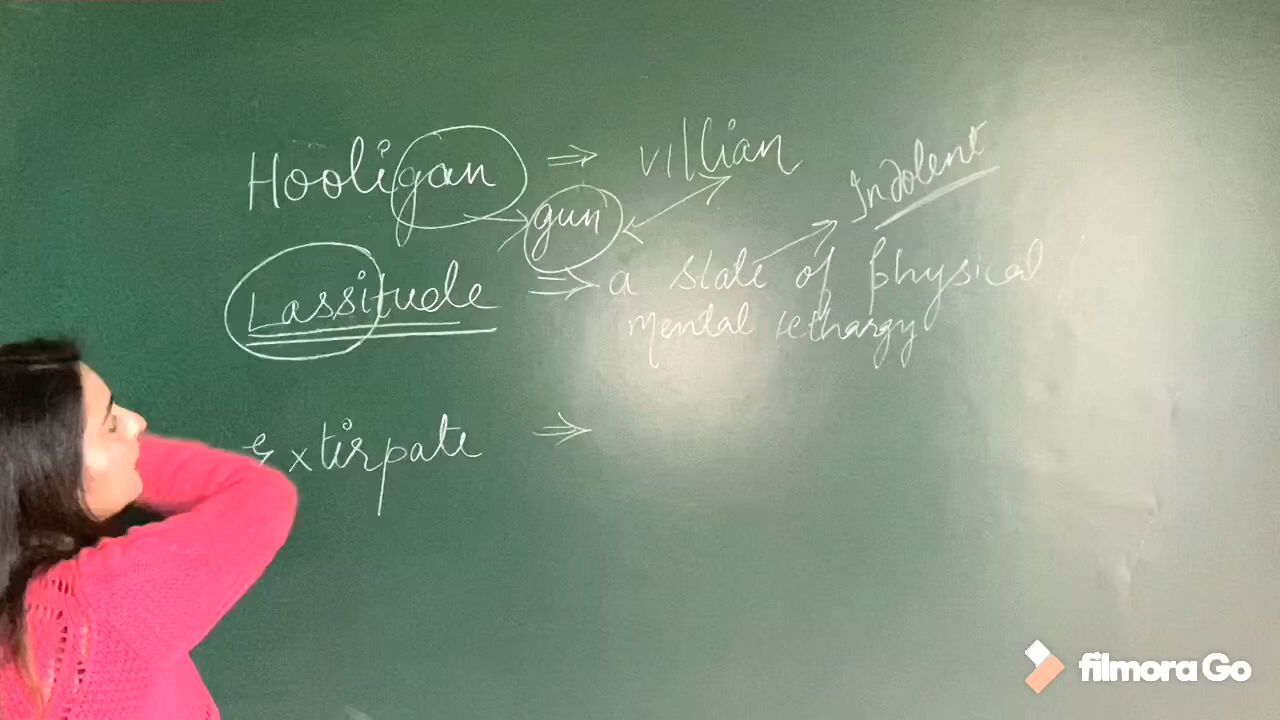 Hooligan ⇒ villian
gun
Indolent
Lassitude ⇒ a state of physical
mental lethargy
Extirpate ⇒
filmora Go